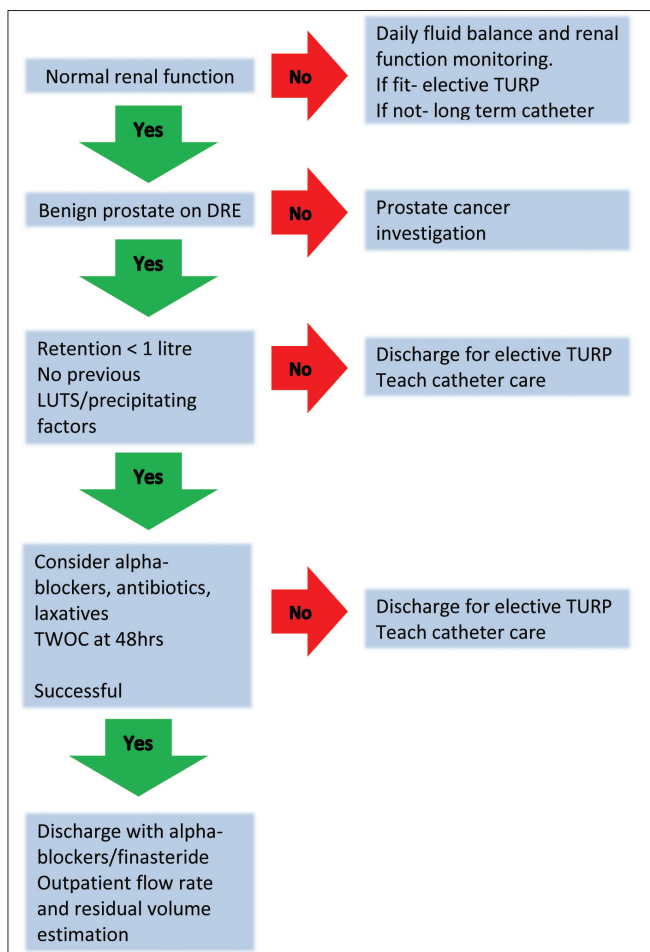 Normal renal function
No
Daily fluid balance and renal
function monitoring.
If fit- elective TURP
If not- long term catheter
Yes
Benign prostate on DRE
No
Prostate cancer
investigation
Yes
Retention < 1 litre
No previous
LUTS/precipitating
factors
No
Discharge for elective TURP
Teach catheter care
Yes
Consider alpha-
blockers, antibiotics,
laxatives
TWOC at 48hrs
Successful
No
Discharge for elective TURP
Teach catheter care
Yes
Discharge with alpha-
blockers/finasteride
Outpatient flow rate
and residual volume
estimation